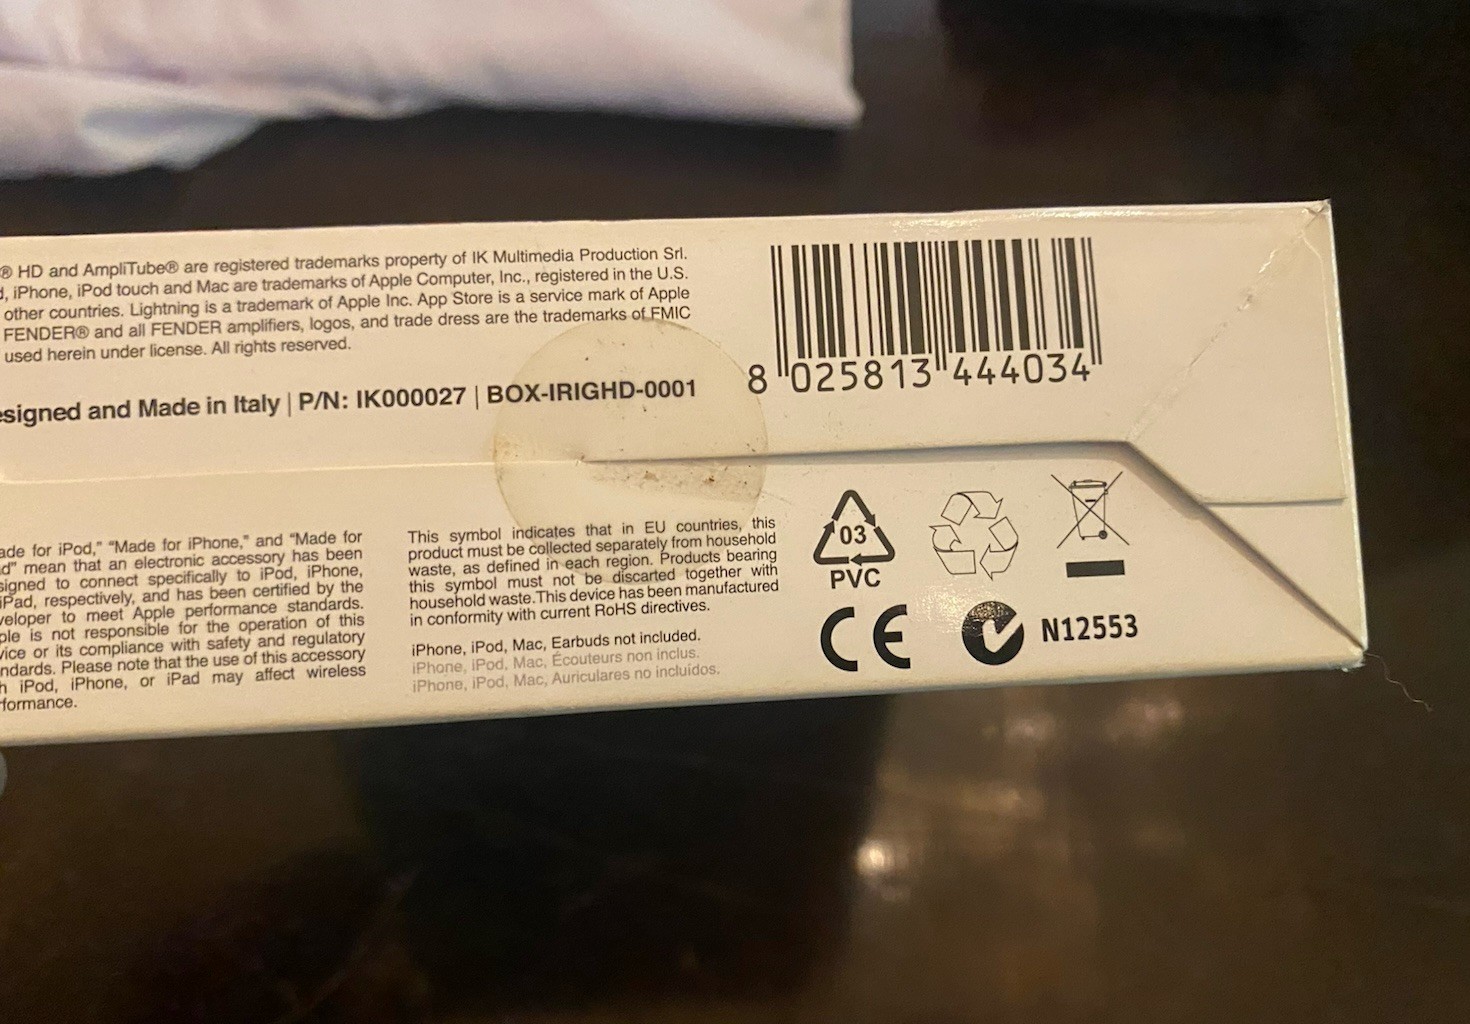 ® HD and AmpliTube® are registered trademarks property of IK Multimedia Production Srl.
, iPhone, iPod touch and Mac are trademarks of Apple Computer, Inc., registered in the U.S.
other countries. Lightning is a trademark of Apple Inc. App Store is a service mark of Apple
FENDER® and all FENDER amplifiers, logos, and trade dress are the trademarks of FMIC
used herein under license. All rights reserved.
esigned and Made in Italy | P/N: IK000027 | BOX-IRIGHD-0001
8 025813 444034
ade for iPod," "Made for iPhone," and "Made for
d" mean that an electronic accessory has been
signed to connect specifically to iPod, iPhone,
iPad, respectively, and has been certified by the
veloper to meet Apple performance standards.
ple is not responsible for the operation of this
vice or its compliance with safety and regulatory
ndards. Please note that the use of this accessory
h iPod, iPhone, or iPad may affect wireless
formance.
This symbol indicates that in EU countries, this
product must be collected separately from household
waste, as defined in each region. Products bearing
this symbol must not be discarted together with
household waste.This device has been manufactured
in conformity with current RoHS directives.
iPhone, iPod, Mac, Earbuds not included.
iPhone, iPod, Mac, Écouteurs non inclus.
iPhone, iPod, Mac, Auriculares no incluidos.
03
PVC
CE
N12553